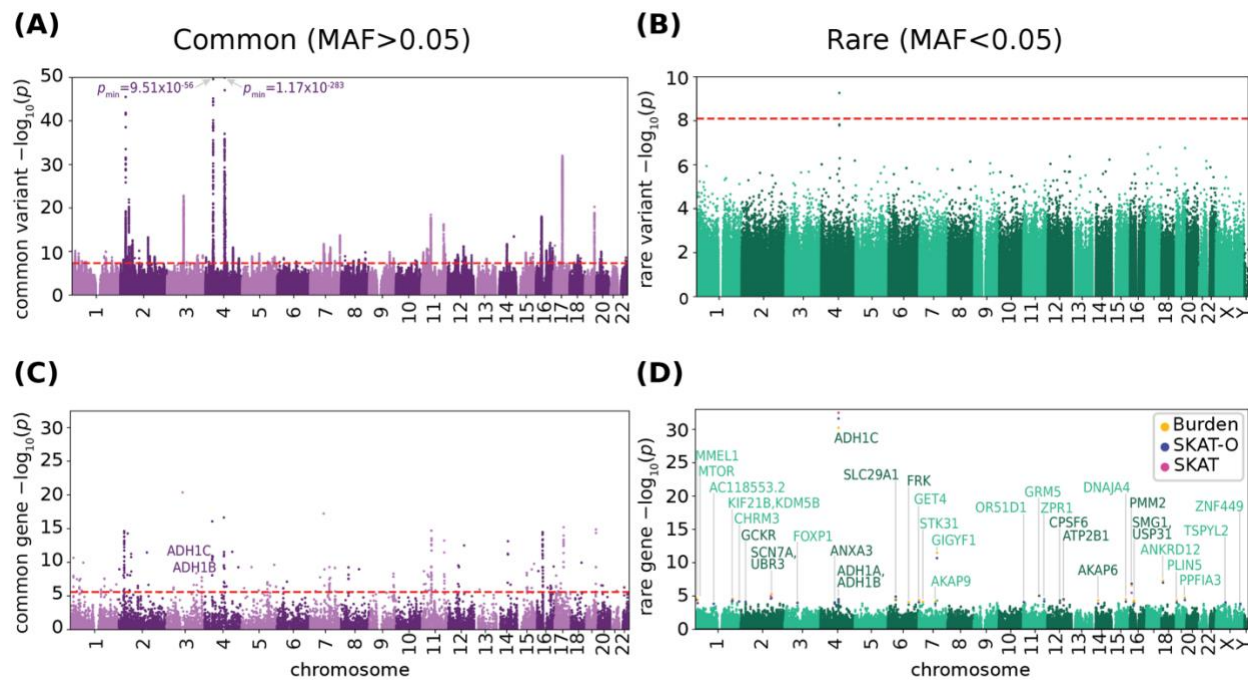 (A)
Common (MAF>0.05)
common variant −log₁₀(p)
50
40
30
20
10
0
pmin=9.51x10⁻⁵⁶
pmin=1.17x10⁻²⁸³
1 2 3 4 5 6 7 8 9 10 11 12 13 14 15 16 17 18 20 22
(B)
Rare (MAF<0.05)
rare variant −log₁₀(p)
10
8
6
4
2
0
1 2 3 4 5 6 7 8 9 10 11 12 13 14 15 16 18 20 22 X Y
(C)
common gene −log₁₀(p)
30
25
20
15
10
5
0
ADH1C
ADH1B
1 2 3 4 5 6 7 8 9 10 11 12 13 14 15 16 17 18 20 22
chromosome
(D)
rare gene −log₁₀(p)
30
25
20
15
10
5
0
Burden
SKAT-O
SKAT
MMEL1
MTOR
AC118553.2
KIF21B,KDM5B
CHRM3
GCKR
SCN7A,
UBR3
FOXP1
ADH1C
ANXA3
ADH1A,
ADH1B
SLC29A1
FRK
GET4
STK31
GIGYF1
AKAP9
OR51D1
GRM5
ZPR1
CPSF6
ATP2B1
AKAP6
DNAJA4
PMM2
SMG1,
USP31
ANKRD12
PLIN5
PPFIA3
TSPYL2
ZNF449
1 2 3 4 5 6 7 8 9 10 11 12 13 14 15 16 18 20 22 X Y
chromosome